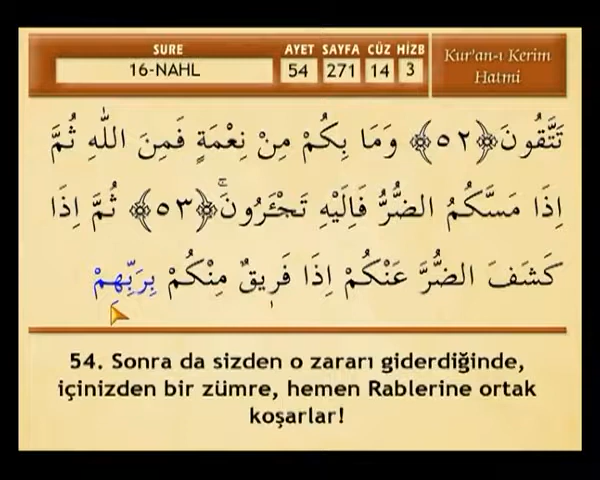 SURE AYET SAYFA CÜZ HİZB
16-NAHL 54 271 14 3
Kur'an-ı Kerim
Hatmi
تَتَّقُونَ ﴿٥٢﴾ وَمَا بِكُمْ مِنْ نِعْمَةٍ فَمِنَ اللّٰهِ ثُمَّ
اِذَا مَسَّكُمُ الضُّرُّ فَاِلَيْهِ تَجْـَٔرُونَۚ ﴿٥٣﴾ ثُمَّ اِذَا
كَشَفَ الضُّرَّ عَنْكُمْ اِذَا فَرٖيقٌ مِنْكُمْ بِرَبِّهِمْ
54. Sonra da sizden o zararı giderdiğinde,
içinizden bir zümre, hemen Rablerine ortak
koşarlar!